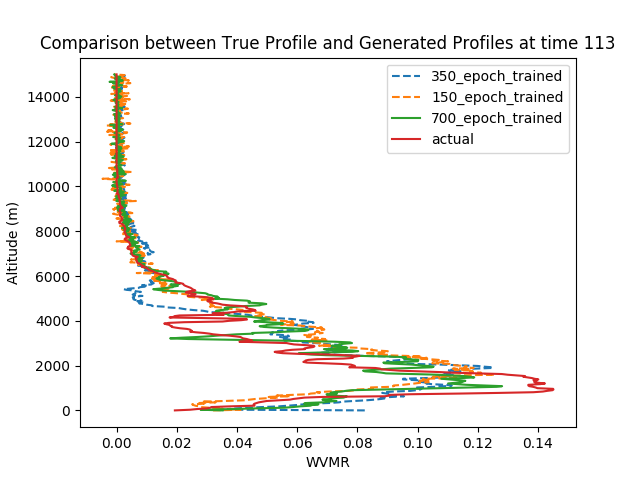 Comparison between True Profile and Generated Profiles at time 113
350_epoch_trained
150_epoch_trained
700_epoch_trained
actual
14000
12000
10000
8000
6000
4000
2000
0
Altitude (m)
0.00 0.02 0.04 0.06 0.08 0.10 0.12 0.14
WVMR